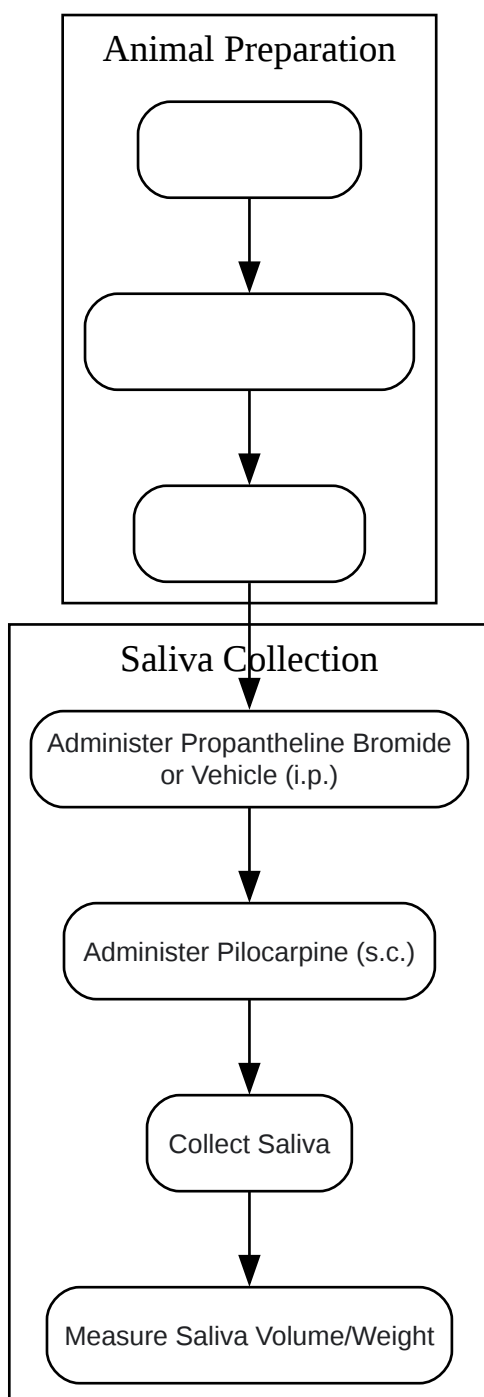 Animal Preparation
Saliva Collection
Administer Propantheline Bromide
or Vehicle (i.p.)
Administer Pilocarpine (s.c.)
Collect Saliva
Measure Saliva Volume/Weight